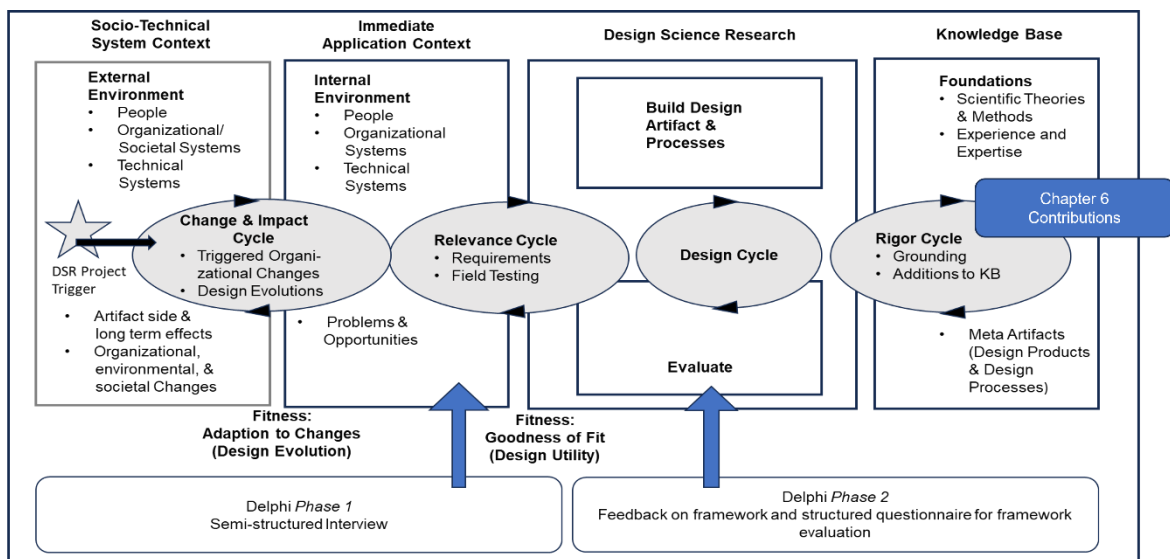 Socio-Technical
System Context
Immediate
Application Context
Design Science Research
Knowledge Base
External
Environment
• People
• Organizational/
Societal Systems
• Technical
Systems
Internal
Environment
• People
• Organizational
Systems
• Technical
Systems
Build Design
Artifact &
Processes
Foundations
• Scientific Theories
& Methods
• Experience and
Expertise
Chapter 6
Contributions
DSR Project
Trigger
Change & Impact
Cycle
• Triggered Organi-
zational Changes
• Design Evolutions
Relevance Cycle
• Requirements
• Field Testing
Design Cycle
Rigor Cycle
• Grounding
• Additions to KB
• Artifact side &
long term effects
• Organizational,
environmental, &
societal Changes
• Problems &
Opportunities
Evaluate
• Meta Artifacts
(Design Products
& Design
Processes)
Fitness:
Adaption to Changes
(Design Evolution)
Fitness:
Goodness of Fit
(Design Utility)
Delphi Phase 1
Semi-structured Interview
Delphi Phase 2
Feedback on framework and structured questionnaire for framework
evaluation